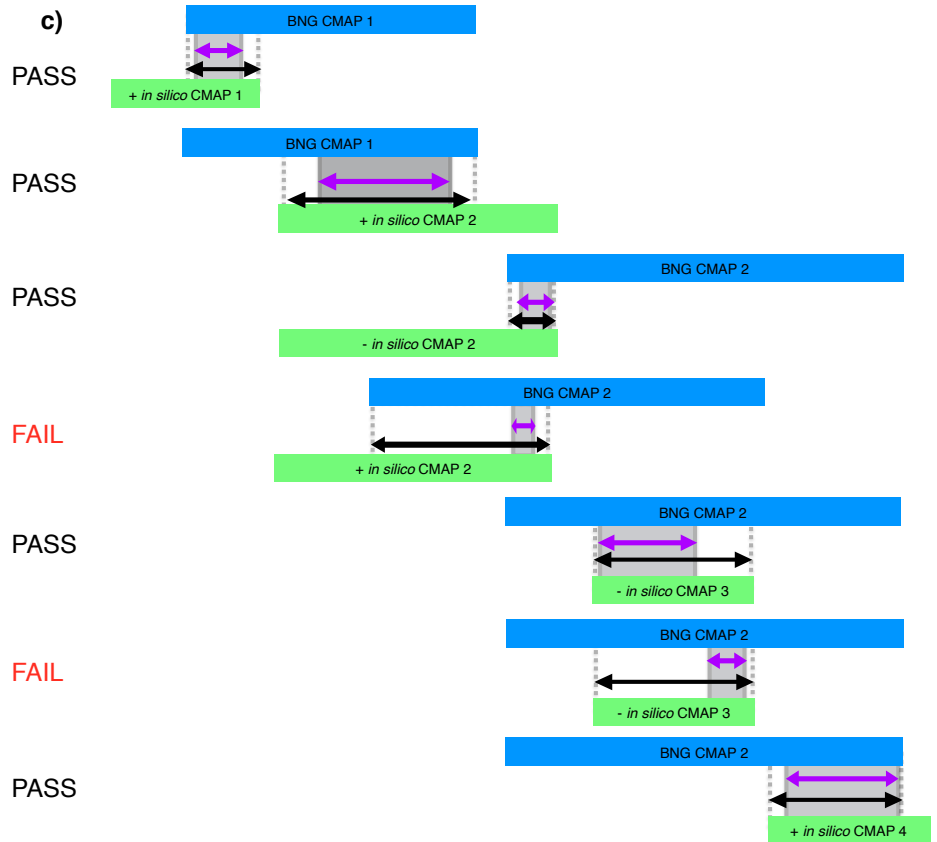 c)
BNG CMAP 1
PASS
+ in silico CMAP 1
BNG CMAP 1
PASS
+ in silico CMAP 2
BNG CMAP 2
PASS
- in silico CMAP 2
BNG CMAP 2
FAIL
+ in silico CMAP 2
BNG CMAP 2
PASS
- in silico CMAP 3
BNG CMAP 2
FAIL
- in silico CMAP 3
BNG CMAP 2
PASS
+ in silico CMAP 4